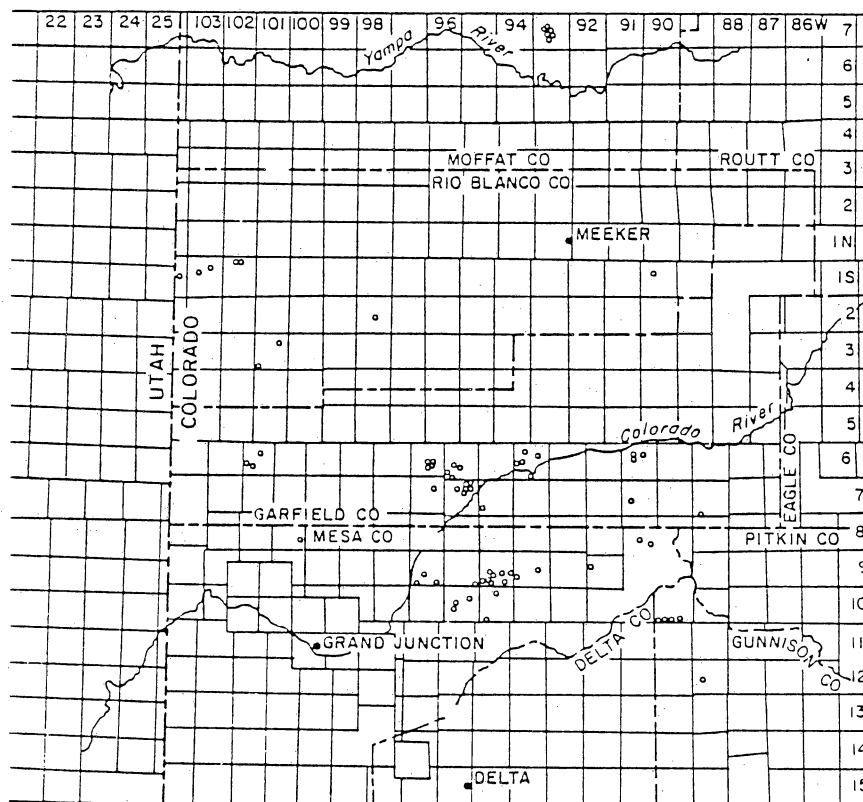 22 23 24 25 103 102 101 100 99 98 96 94 92 91 90 88 87 86W 7
Yampa River
6
5
4
MOFFAT CO ROUTT CO 3
RIO BLANCO CO
2
MEEKER 1N
1S
2
UTAH
COLORADO
3
4
Colorado River 5
6
EAGLE CO
7
GARFIELD CO
MESA CO PITKIN CO 8
9
10
DELTA CO
GRAND JUNCTION GUNNISON CO 11
12
13
14
DELTA 15